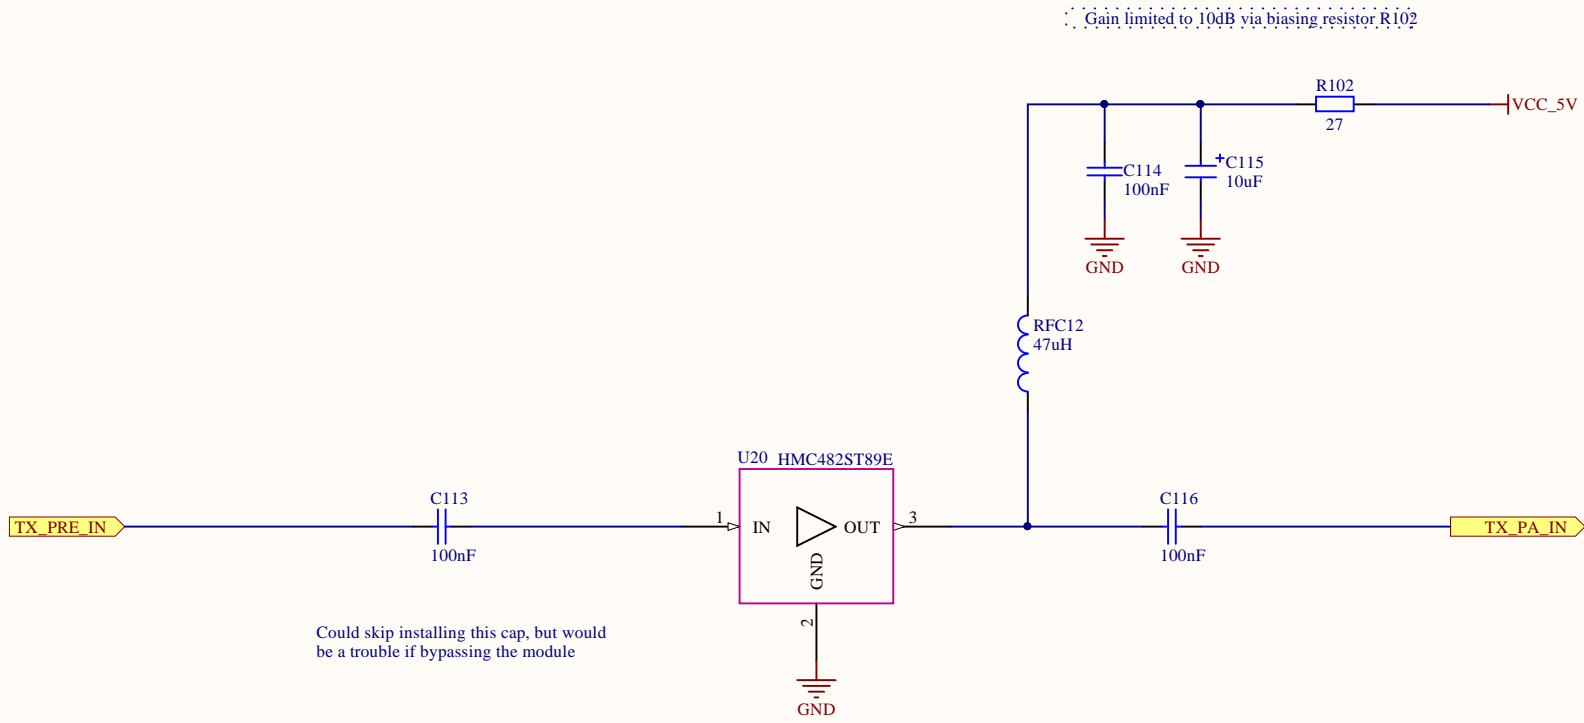 Gain limited to 10dB via biasing resistor R102
R102
27
VCC_5V
C114
100nF
+
C115
10uF
GND
GND
RFC12
47uH
U20
HMC482ST89E
TX_PRE_IN
C113
100nF
1
IN
OUT
GND
3
2
GND
C116
100nF
TX_PA_IN
Could skip installing this cap, but would
be a trouble if bypassing the module